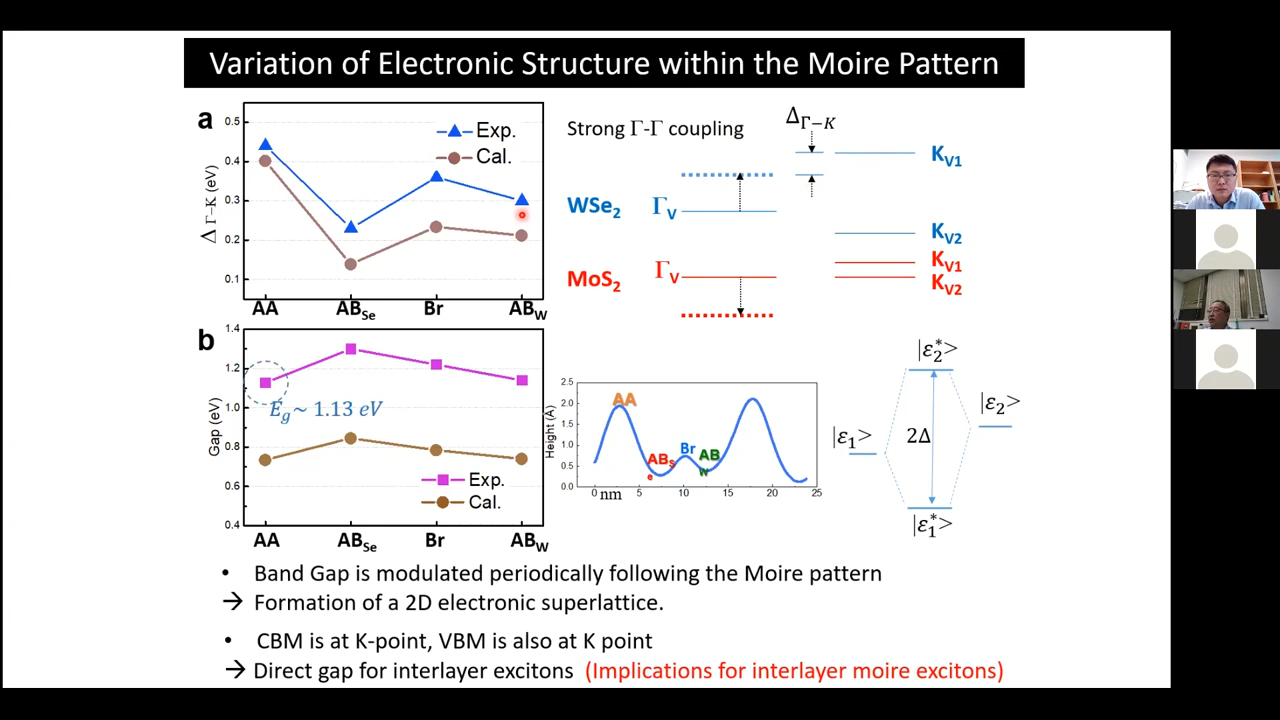 Variation of Electronic Structure within the Moire Pattern
a
Δ Γ–K (eV)
0.5
0.4
0.3
0.2
0.1
Exp.
Cal.
AA
AB_Se
Br
AB_W
Strong Γ-Γ coupling
Δ_Γ−K
WSe₂
Γ_V
MoS₂
Γ_V
K_V1
K_V2
K_V1
K_V2
b
Gap (eV)
1.4
1.2
1.0
0.8
0.6
0.4
E_g~ 1.13 eV
Exp.
Cal.
AA
AB_Se
Br
AB_W
Height (Å)
2.5
2.0
1.5
1.0
0.5
0.0
AA
ABs
e
Br
AB
w
0
nm
5
10
15
20
25
|ε₂*>
|ε₁>
2Δ
|ε₂>
|ε₁*>
• Band Gap is modulated periodically following the Moire pattern
→ Formation of a 2D electronic superlattice.
• CBM is at K-point, VBM is also at K point
→ Direct gap for interlayer excitons (Implications for interlayer moire excitons)